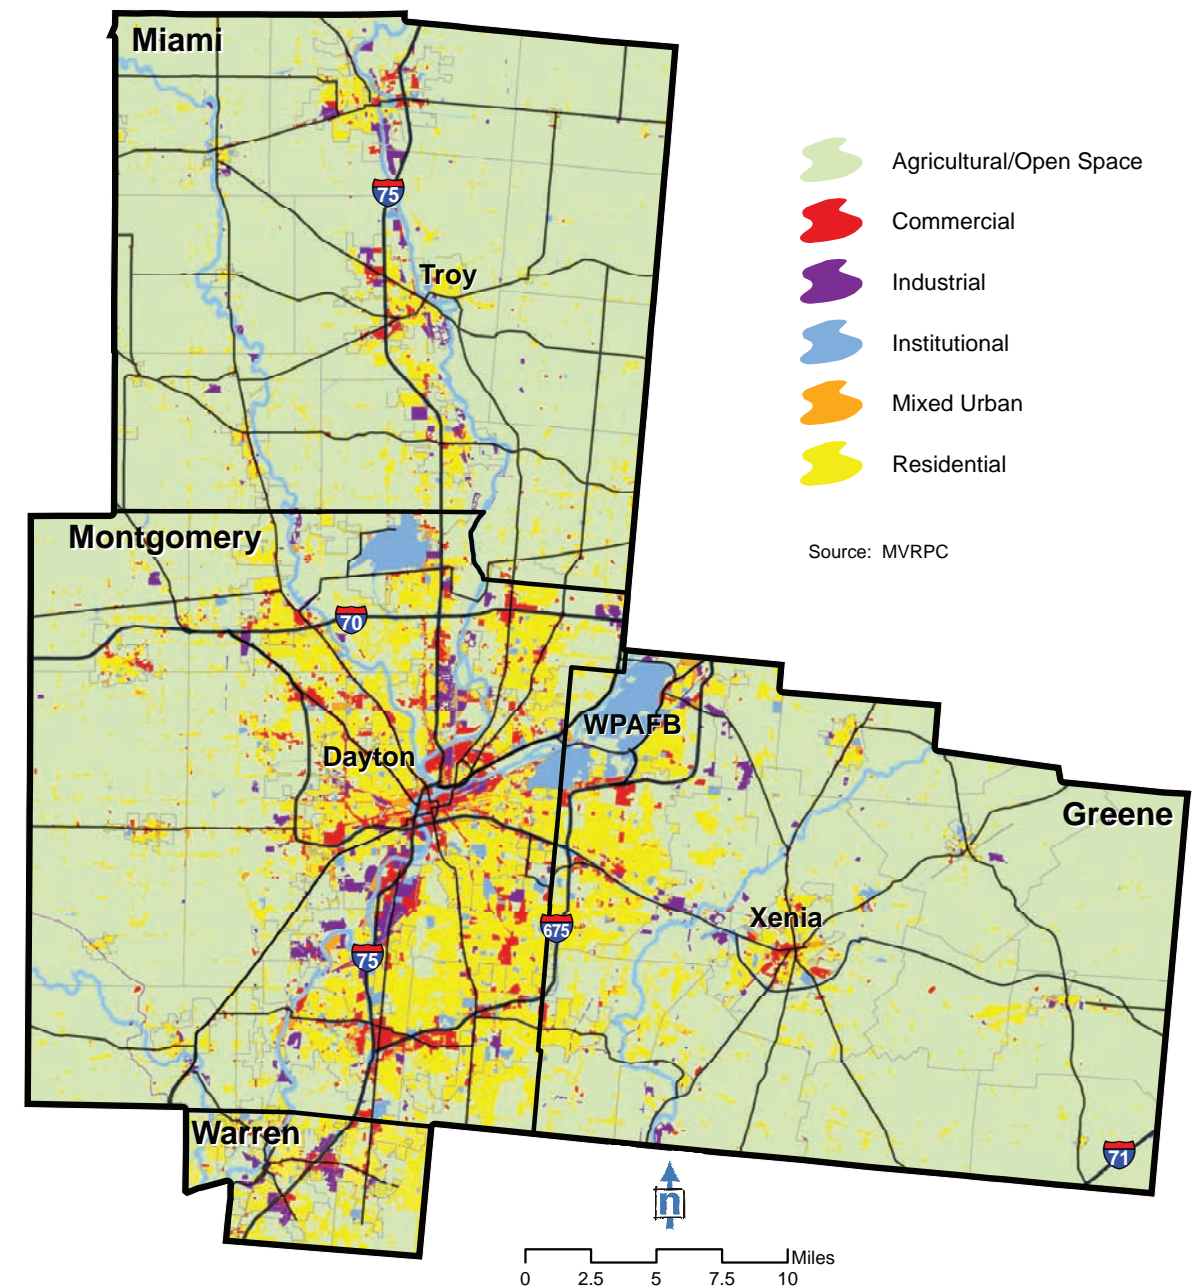 Miami
75
Troy
Agricultural/Open Space
Commercial
Industrial
Institutional
Mixed Urban
Residential
Source: MVRPC
Montgomery
70
WPAFB
Dayton
Greene
Xenia
675
75
Warren
71
n
Miles
0 2.5 5 7.5 10